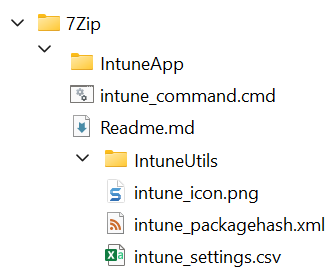 7Zip
IntuneApp
intune_command.cmd
Readme.md
IntuneUtils
intune_icon.png
intune_packagehash.xml
intune_settings.csv